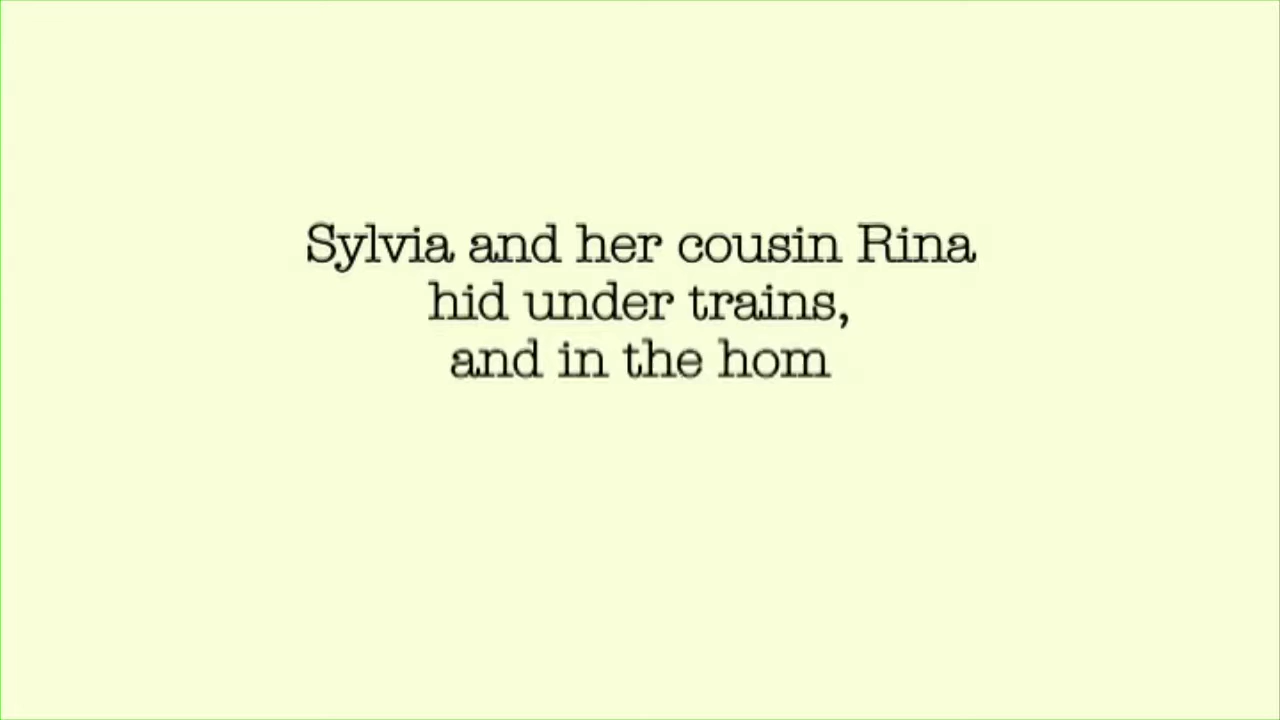 Sylvia and her cousin Rina
hid under trains,
and in the hom